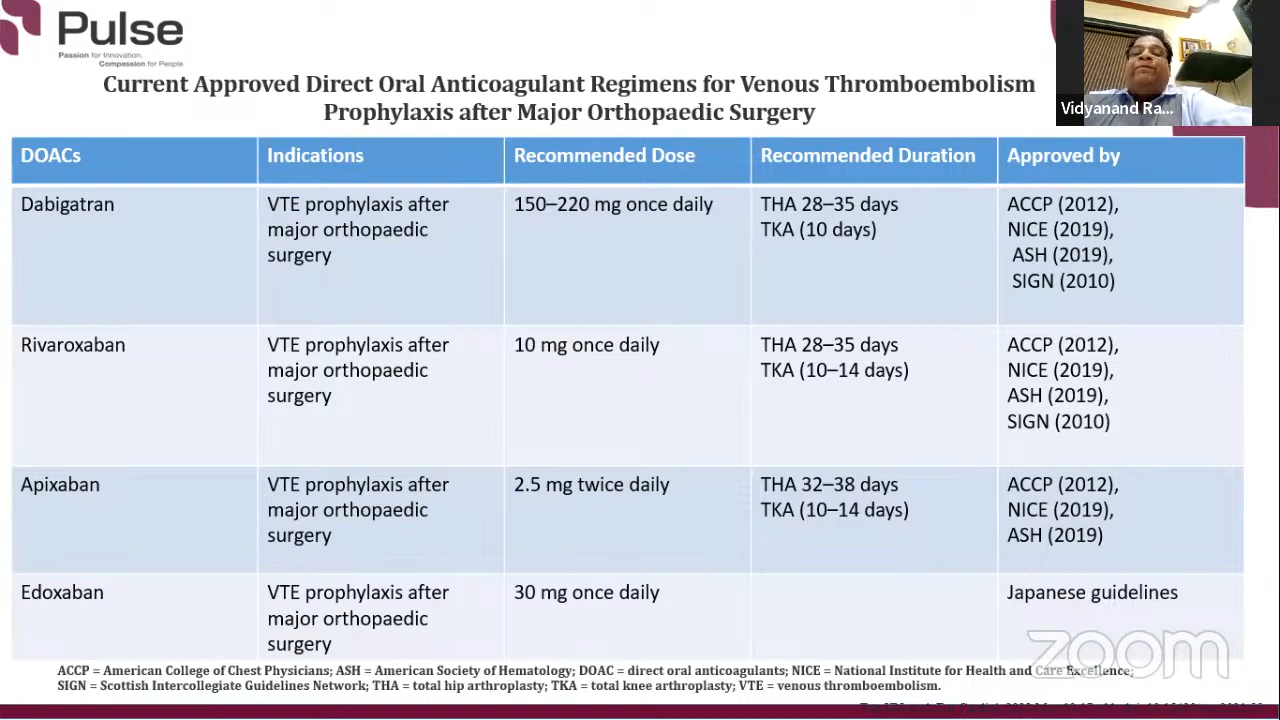 Pulse
Passion for Innovation.
Compassion for People
Current Approved Direct Oral Anticoagulant Regimens for Venous Thromboembolism
Prophylaxis after Major Orthopaedic Surgery
Vidyanand Ra...
DOACs Indications Recommended Dose Recommended Duration Approved by
Dabigatran VTE prophylaxis after 150–220 mg once daily THA 28–35 days ACCP (2012),
major orthopaedic TKA (10 days) NICE (2019),
surgery ASH (2019),
SIGN (2010)
Rivaroxaban VTE prophylaxis after 10 mg once daily THA 28–35 days ACCP (2012),
major orthopaedic TKA (10–14 days) NICE (2019),
surgery ASH (2019),
SIGN (2010)
Apixaban VTE prophylaxis after 2.5 mg twice daily THA 32–38 days ACCP (2012),
major orthopaedic TKA (10–14 days) NICE (2019),
surgery ASH (2019)
Edoxaban VTE prophylaxis after 30 mg once daily Japanese guidelines
major orthopaedic
surgery
zoom
ACCP = American College of Chest Physicians; ASH = American Society of Hematology; DOAC = direct oral anticoagulants; NICE = National Institute for Health and Care Excellence;
SIGN = Scottish Intercollegiate Guidelines Network; THA = total hip arthroplasty; TKA = total knee arthroplasty; VTE = venous thromboembolism.